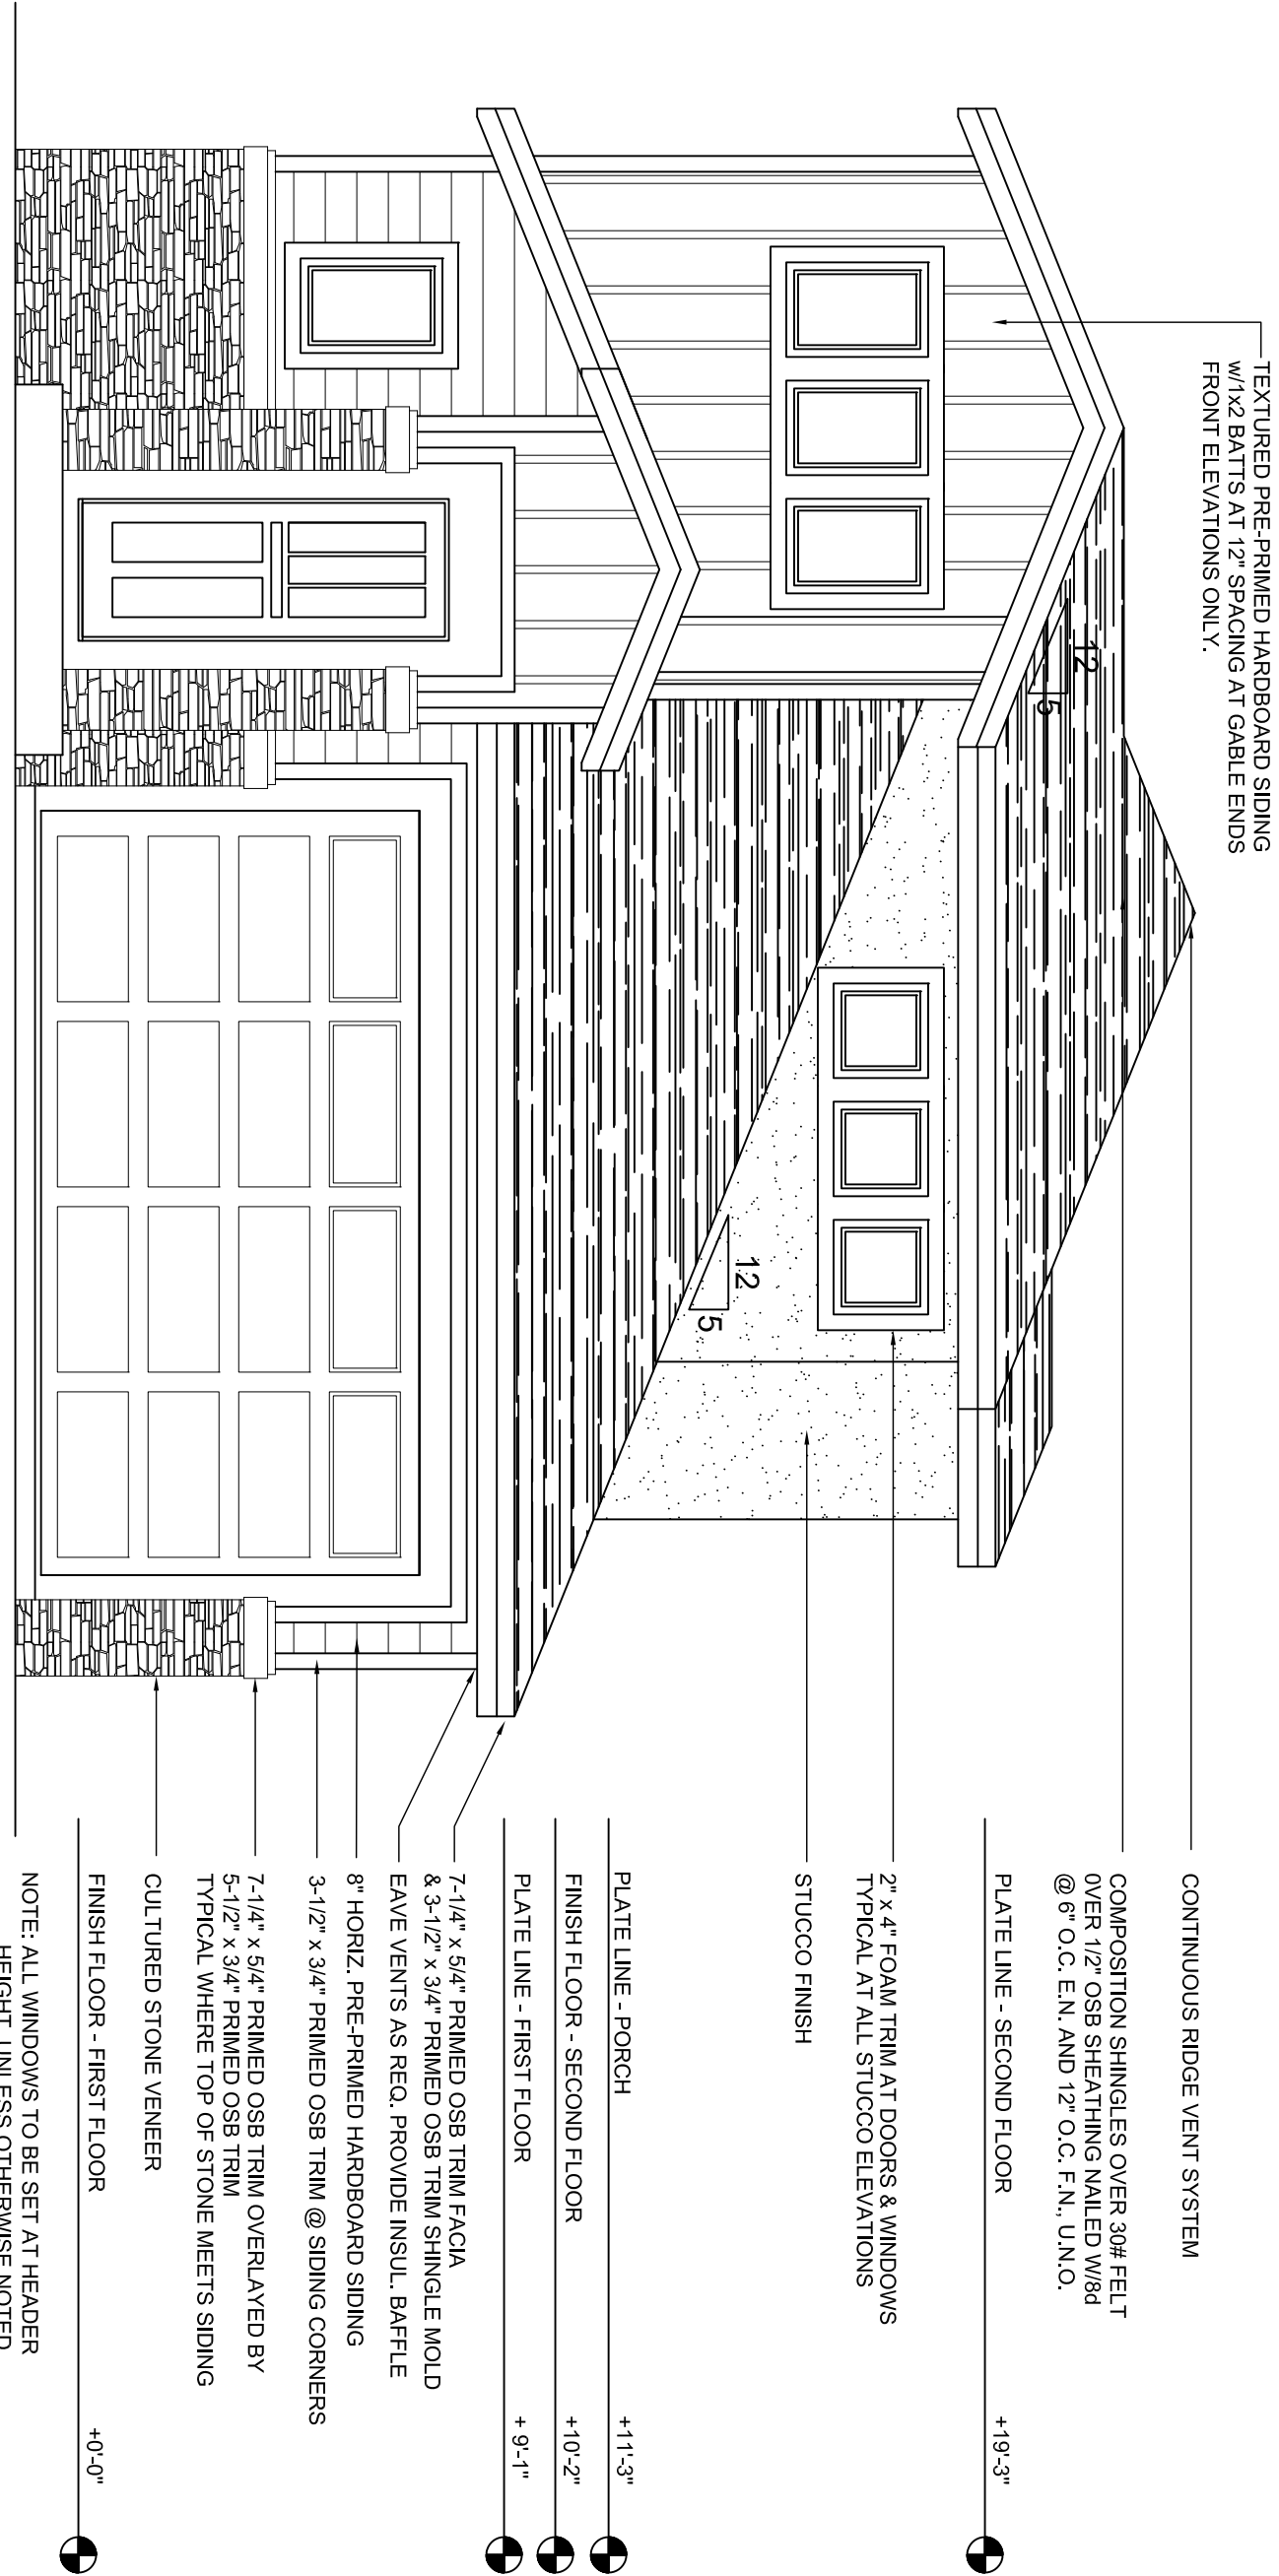 TEXTURED PRE-PRIMED HARDBOARD SIDING
w/1x2 BATTS AT 12" SPACING AT GABLE ENDS
FRONT ELEVATIONS ONLY.
12
5
12
5
CONTINUOUS RIDGE VENT SYSTEM
COMPOSITION SHINGLES OVER 30# FELT
OVER 1/2" OSB SHEATHING NAILED W/8d
@ 6" O.C. E.N. AND 12" O.C. F.N., U.N.O.
PLATE LINE - SECOND FLOOR +19'-3"
2" x 4" FOAM TRIM AT DOORS & WINDOWS
TYPICAL AT ALL STUCCO ELEVATIONS
STUCCO FINISH
PLATE LINE - PORCH +11'-3"
FINISH FLOOR - SECOND FLOOR +10'-2"
PLATE LINE - FIRST FLOOR + 9'-1"
7-1/4" x 5/4" PRIMED OSB TRIM FACIA
& 3-1/2" x 3/4" PRIMED OSB TRIM SHINGLE MOLD
EAVE VENTS AS REQ. PROVIDE INSUL. BAFFLE
8" HORIZ. PRE-PRIMED HARDBOARD SIDING
3-1/2" x 3/4" PRIMED OSB TRIM @ SIDING CORNERS
7-1/4" x 5/4" PRIMED OSB TRIM OVERLAYED BY
5-1/2" x 3/4" PRIMED OSB TRIM
TYPICAL WHERE TOP OF STONE MEETS SIDING
CULTURED STONE VENEER
FINISH FLOOR - FIRST FLOOR +0'-0"
NOTE: ALL WINDOWS TO BE SET AT HEADER
HEIGHT, UNLESS OTHERWISE NOTED